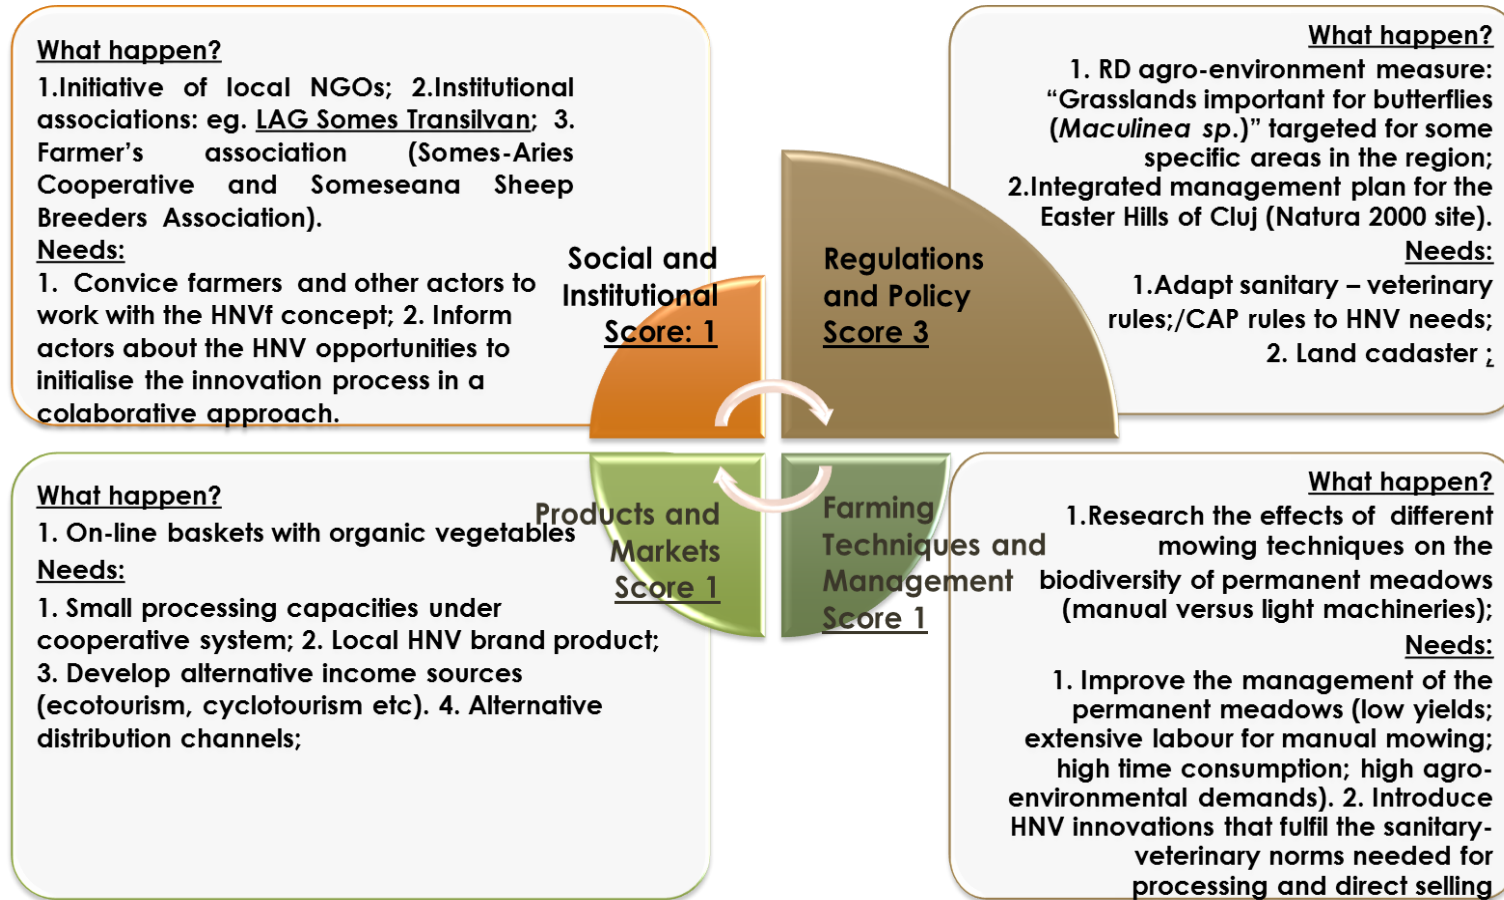 What happen?
1.Initiative of local NGOs; 2.Institutional
associations: eg. LAG Somes Transilvan; 3.
Farmer's association (Somes-Aries
Cooperative and Someseana Sheep
Breeders Association).
Needs:
1. Convice farmers and other actors to
work with the HNVf concept; 2. Inform
actors about the HNV opportunities to
initialise the innovation process in a
colaborative approach.
Social and
Institutional
Score: 1
Regulations
and Policy
Score 3
What happen?
1. RD agro-environment measure:
“Grasslands important for butterflies
(Maculinea sp.)” targeted for some
specific areas in the region;
2.Integrated management plan for the
Easter Hills of Cluj (Natura 2000 site).
Needs:
1.Adapt sanitary – veterinary
rules;/CAP rules to HNV needs;
2. Land cadaster ;
What happen?
1. On-line baskets with organic vegetables
Needs:
1. Small processing capacities under
cooperative system; 2. Local HNV brand product;
3. Develop alternative income sources
(ecotourism, cyclotourism etc). 4. Alternative
distribution channels;
Products and
Markets
Score 1
Farming
Techniques and
Management
Score 1
What happen?
1.Research the effects of different
mowing techniques on the
biodiversity of permanent meadows
(manual versus light machineries);
Needs:
1. Improve the management of the
permanent meadows (low yields;
extensive labour for manual mowing;
high time consumption; high agro-
environmental demands). 2. Introduce
HNV innovations that fulfil the sanitary-
veterinary norms needed for
processing and direct selling